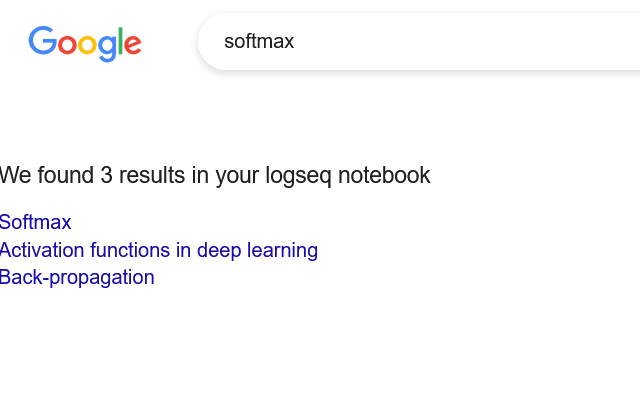 Google
softmax
We found 3 results in your logseq notebook
Softmax
Activation functions in deep learning
Back-propagation